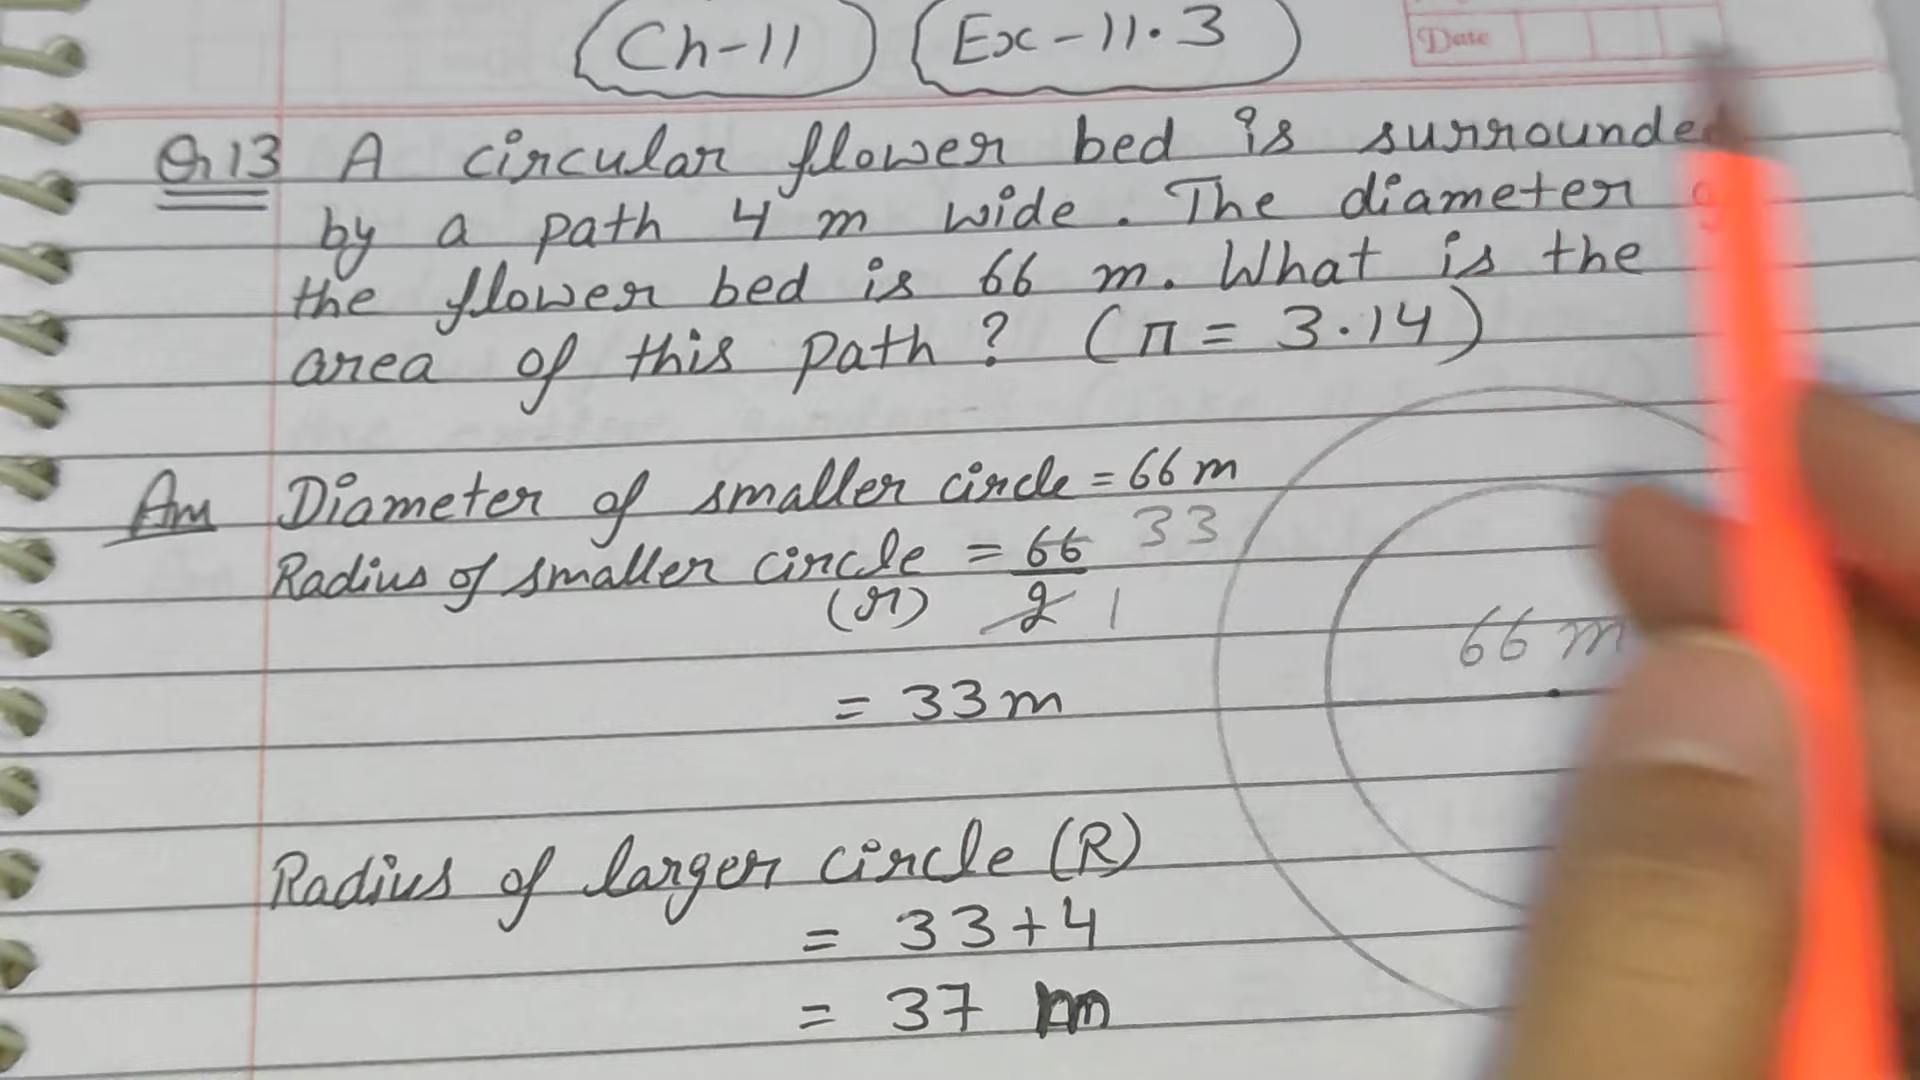 Ch-11 Ex-11.3
Date
Q.13 A circular flower bed is surrounded
by a path 4 m wide. The diameter
the flower bed is 66 m. What is the
area of this path? (π = 3.14)
Ans Diameter of smaller circle = 66 m
Radius of smaller circle = 66 33
(r) 2 1
= 33 m
66 m
Radius of larger circle (R)
= 33+4
= 37 m